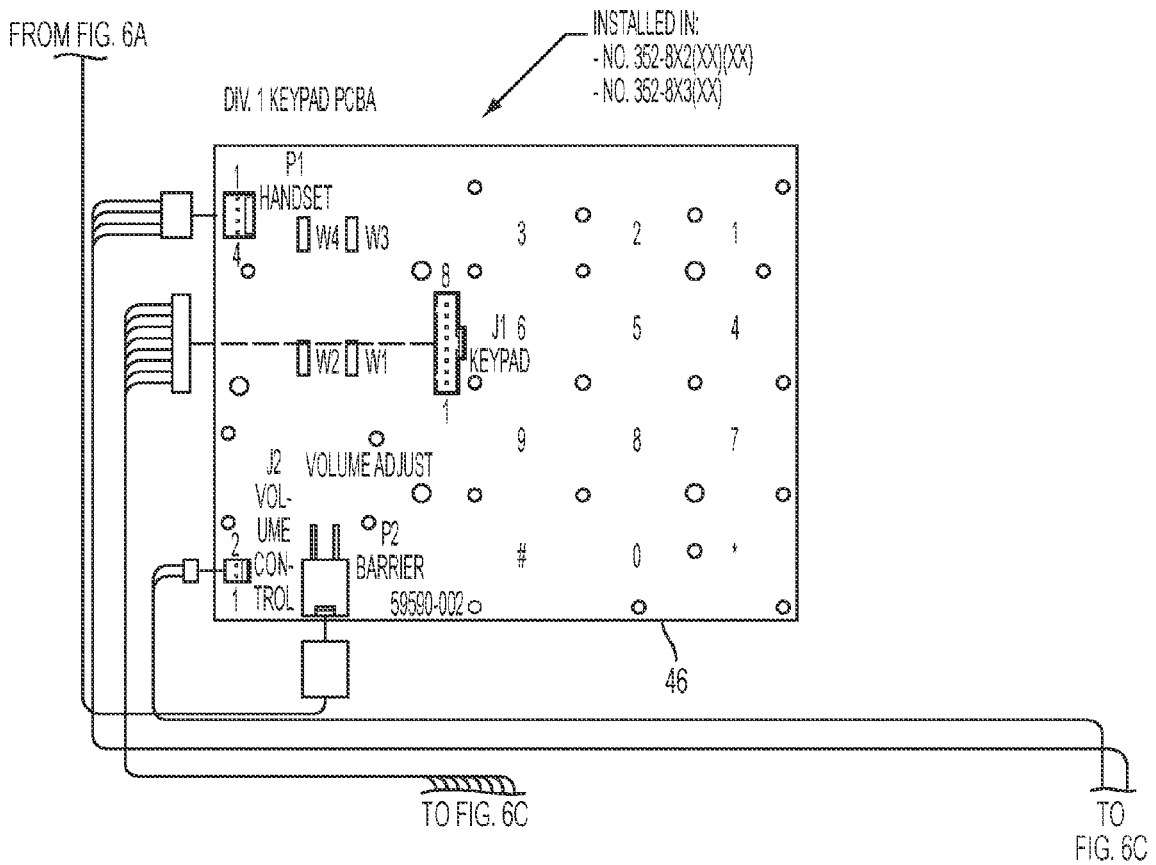 FROM FIG. 6A
INSTALLED IN:
- NO. 352-8X2(XX)(XX)
- NO. 352-8X3(XX)
DIV. 1 KEYPAD PCBA
P1
HANDSET
1
4
W4
W3
3
2
1
8
J1
KEYPAD
1
6
5
4
W2
W1
9
8
7
J2
VOL-
UME
CON-
TROL
2
1
VOLUME ADJUST
P2
BARRIER
59590-002
#
0
*
46
TO FIG. 6C
TO
FIG. 6C